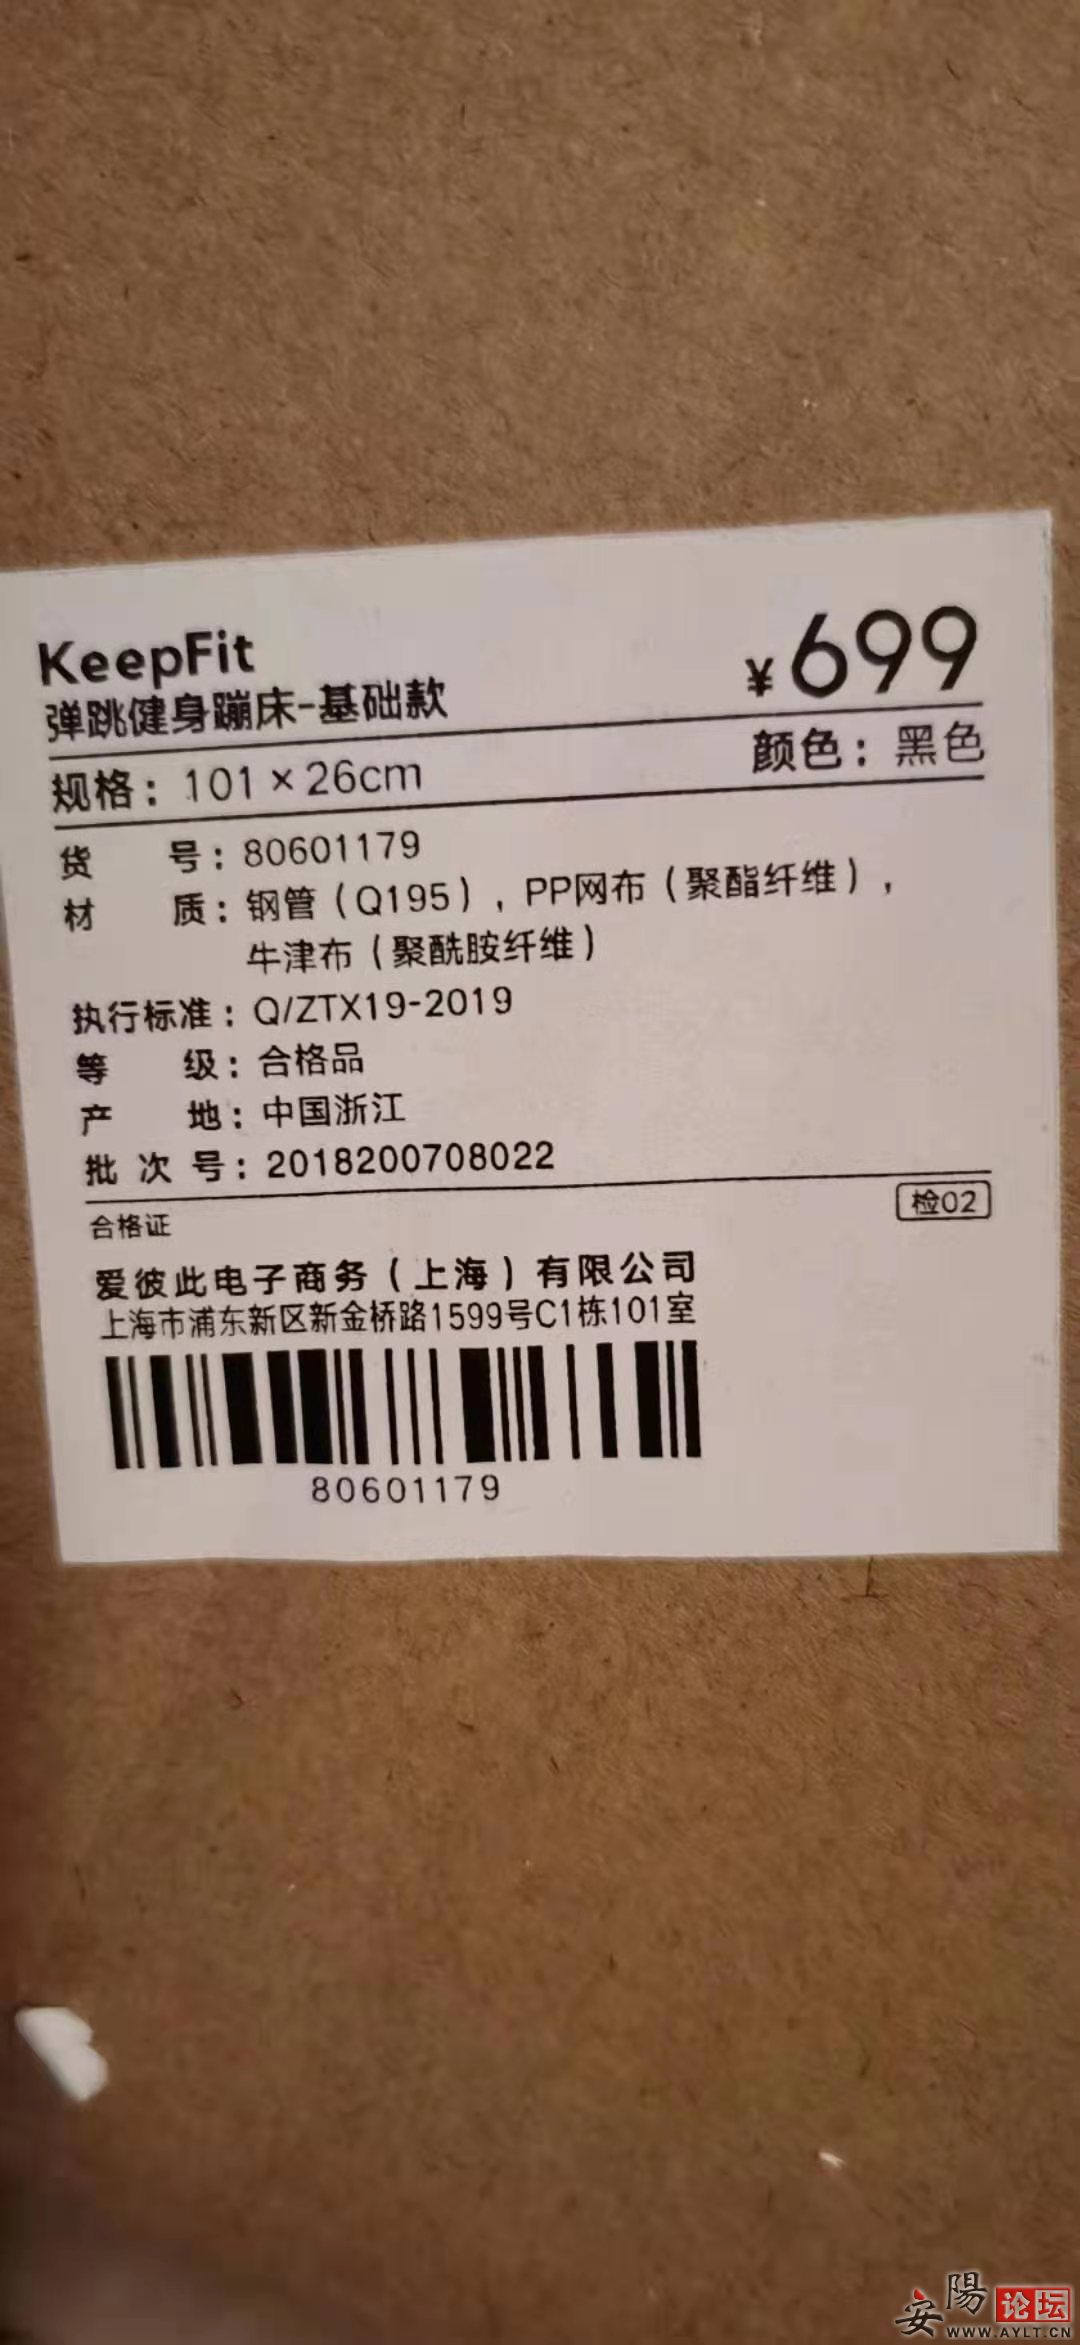 KeepFit
¥699
弹跳健身蹦床-基础款
规格：101×26cm
颜色：黑色
货号：80601179
材质：钢管（Q195），PP网布（聚酯纤维），
牛津布（聚酰胺纤维）
执行标准：Q/ZTX19-2019
等级：合格品
产地：中国浙江
批次号：2018200708022
合格证
检02
爱彼此电子商务（上海）有限公司
上海市浦东新区新金桥路1599号C1栋101室
80601179
安陽论坛
WWW.AYLT.CN